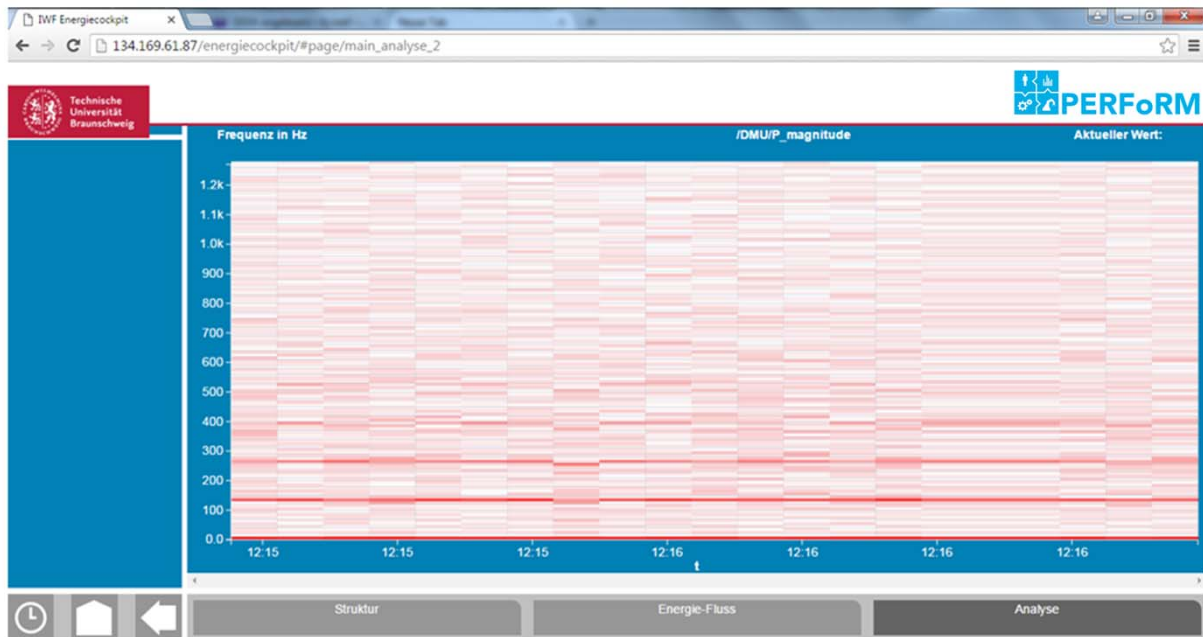 IWF Energiecockpit
Neue Tab
134.169.61.87/energiecockpit/#page/main_analyse_2
Technische
Universität
Braunschweig
PERFoRM
Frequenz in Hz /DMU/P_magnitude Aktueller Wert:
1.2k
1.1k
1.0k
900
800
700
600
500
400
300
200
100
0.0
12:15 12:15 12:15 12:16 12:16 12:16 12:16
t
Struktur Energie-Fluss Analyse